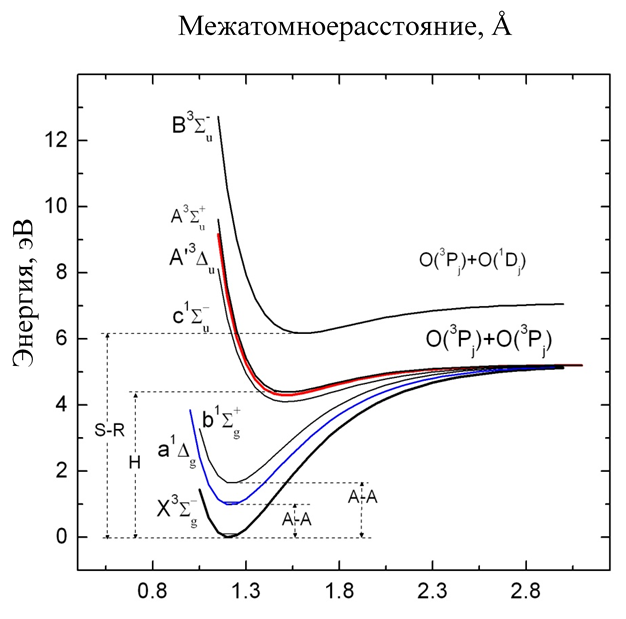 Межатомноерасстояние, Å
Энергия, эВ
12
10
8
6
4
2
0
B³Σᵤ⁻
A³Σᵤ⁺
A'³Δᵤ
c¹Σᵤ⁻
O(³Pⱼ)+O(¹Dⱼ)
O(³Pⱼ)+O(³Pⱼ)
b¹Σg⁺
a¹Δg
X³Σg⁻
S-R
H
A-A
A-A
0.8 1.3 1.8 2.3 2.8